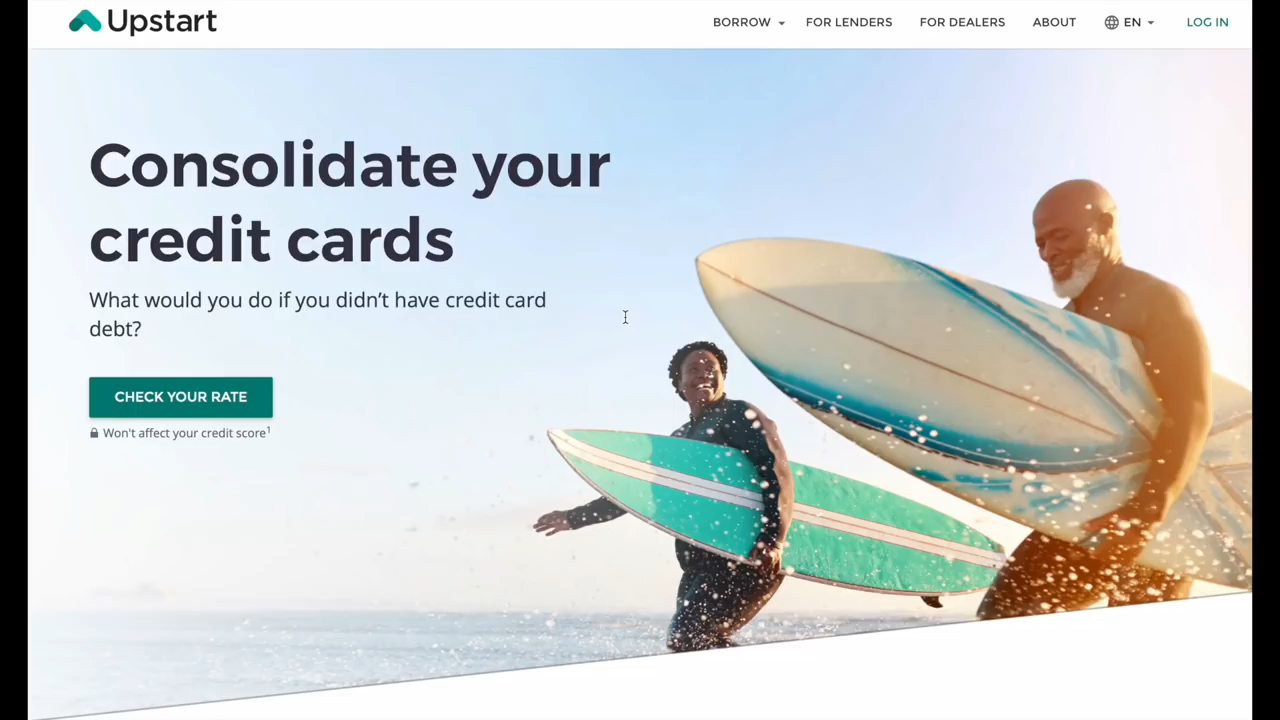 Upstart
BORROW
FOR LENDERS
FOR DEALERS
ABOUT
EN
LOG IN
Consolidate your
credit cards
What would you do if you didn’t have credit card
debt?
CHECK YOUR RATE
Won't affect your credit score1